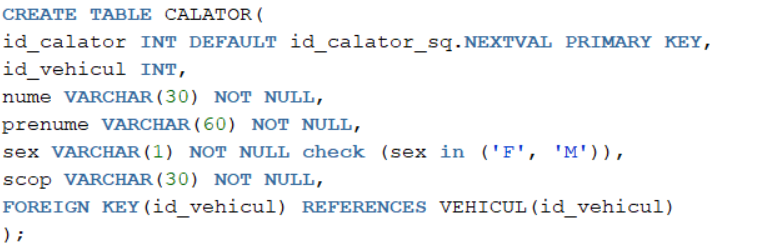 CREATE TABLE CALATOR(
id_calator INT DEFAULT id_calator_sq.NEXTVAL PRIMARY KEY,
id_vehicul INT,
nume VARCHAR(30) NOT NULL,
prenume VARCHAR(60) NOT NULL,
sex VARCHAR(1) NOT NULL check (sex in ('F', 'M')),
scop VARCHAR(30) NOT NULL,
FOREIGN KEY(id_vehicul) REFERENCES VEHICUL(id_vehicul)
);